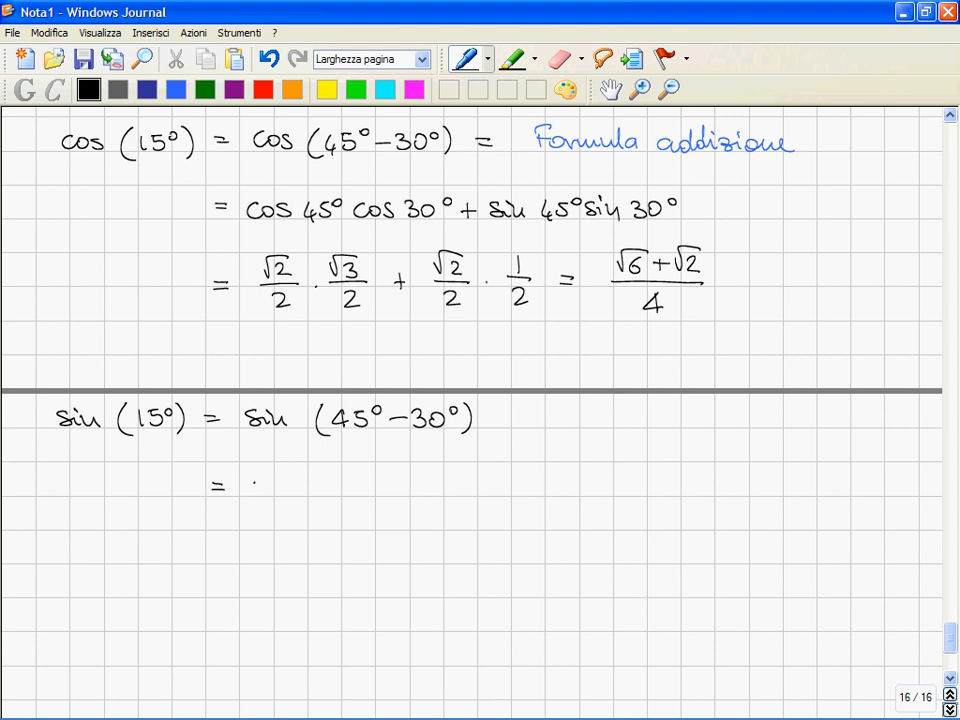 Nota1 - Windows Journal
File Modifica Visualizza Inserisci Azioni Strumenti ?
Larghezza pagina
G C
cos (15°) = cos (45° - 30°) = Formula addizione
= cos 45° cos 30° + sin 45° sin 30°
= √2/2 · √3/2 + √2/2 · 1/2 = (√6 + √2)/4
sin (15°) = sin (45° - 30°)
=
16 / 16